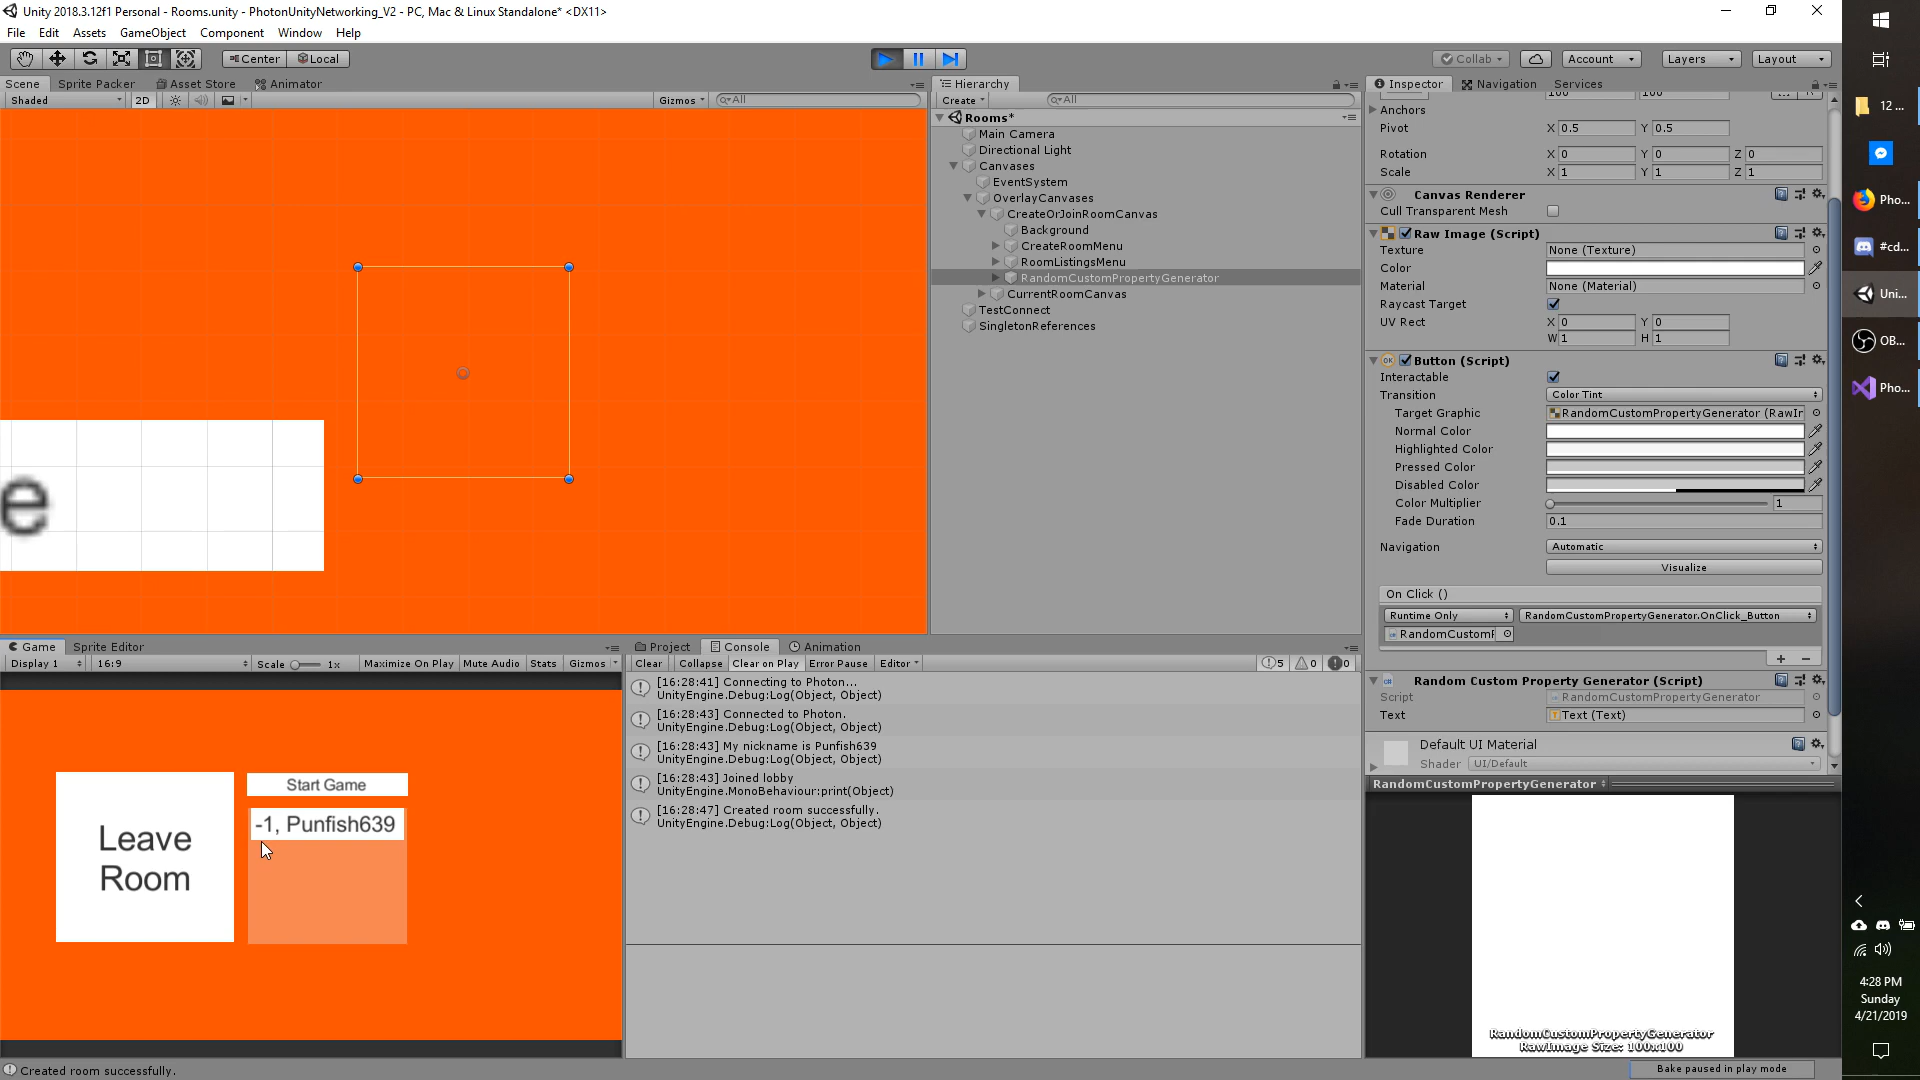 Unity 2018.3.12f1 Personal - Rooms.unity - PhotonUnityNetworking_V2 - PC, Mac & Linux Standalone* <DX11>
File Edit Assets GameObject Component Window Help
Center Local
Collab Account Layers Layout
Scene Sprite Packer Asset Store Animator
Shaded 2D Gizmos All
e
Hierarchy
Create All
Rooms*
Main Camera
Directional Light
Canvases
EventSystem
OverlayCanvases
CreateOrJoinRoomCanvas
Background
CreateRoomMenu
RoomListingsMenu
RandomCustomPropertyGenerator
CurrentRoomCanvas
TestConnect
SingletonReferences
Inspector Navigation Services
100 100
Anchors
Pivot X 0.5 Y 0.5
Rotation X 0 Y 0 Z 0
Scale X 1 Y 1 Z 1
Canvas Renderer
Cull Transparent Mesh
Raw Image (Script)
Texture None (Texture)
Color
Material None (Material)
Raycast Target
UV Rect X 0 Y 0
W 1 H 1
Button (Script)
Interactable
Transition Color Tint
Target Graphic RandomCustomPropertyGenerator (RawIr
Normal Color
Highlighted Color
Pressed Color
Disabled Color
Color Multiplier 1
Fade Duration 0.1
Navigation Automatic
Visualize
On Click ()
Runtime Only RandomCustomPropertyGenerator.OnClick_Button
RandomCustomF
Random Custom Property Generator (Script)
Script RandomCustomPropertyGenerator
Text Text (Text)
Default UI Material
Shader UI/Default
RandomCustomPropertyGenerator
RandomCustomPropertyGenerator
RawImage Size: 100x100
Game Sprite Editor
Display 1 16:9 Scale 1x Maximize On Play Mute Audio Stats Gizmos
Leave
Room
Start Game
-1, Punfish639
Project Console Animation
Clear Collapse Clear on Play Error Pause Editor 5 0 0
[16:28:41] Connecting to Photon...
UnityEngine.Debug:Log(Object, Object)
[16:28:43] Connected to Photon.
UnityEngine.Debug:Log(Object, Object)
[16:28:43] My nickname is Punfish639
UnityEngine.Debug:Log(Object, Object)
[16:28:43] Joined lobby
UnityEngine.MonoBehaviour:print(Object)
[16:28:47] Created room successfully.
UnityEngine.Debug:Log(Object, Object)
Created room successfully.
Bake paused in play mode
12 ...
Pho...
#cd...
Uni...
OB...
Pho...
4:28 PM
Sunday
4/21/2019